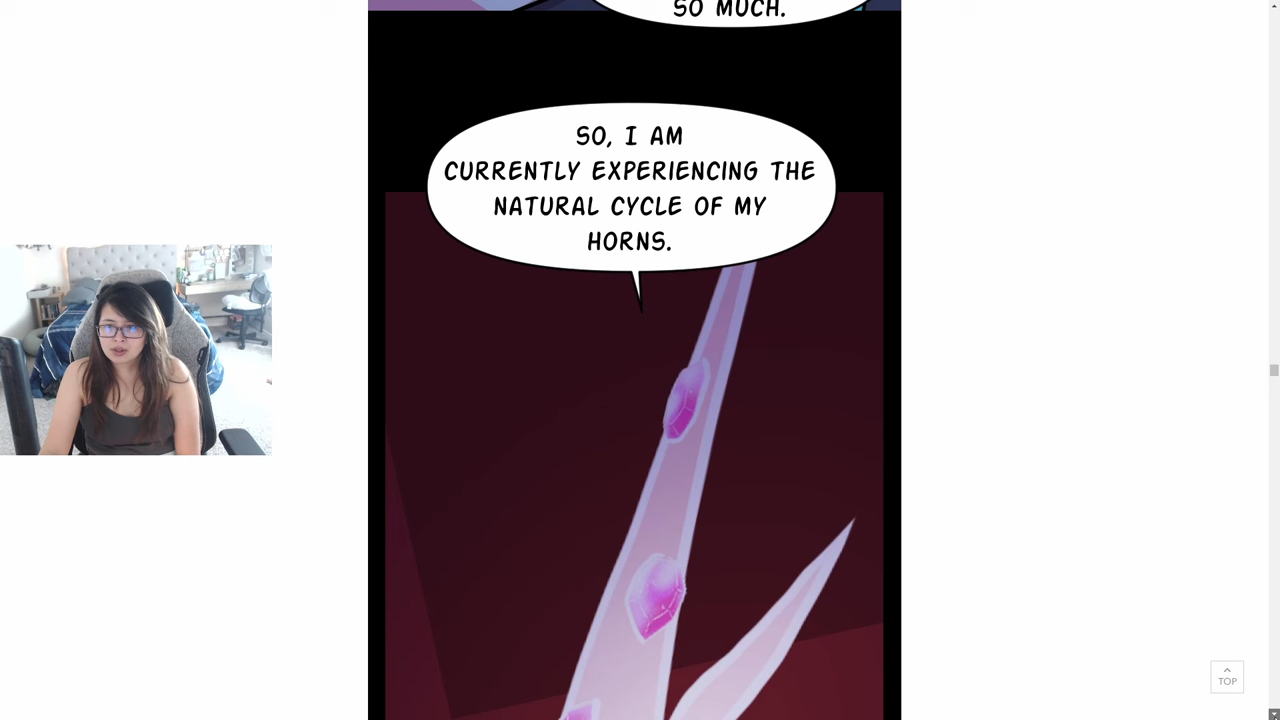 SO MUCH.
SO, I AM
CURRENTLY EXPERIENCING THE
NATURAL CYCLE OF MY
HORNS.
TOP